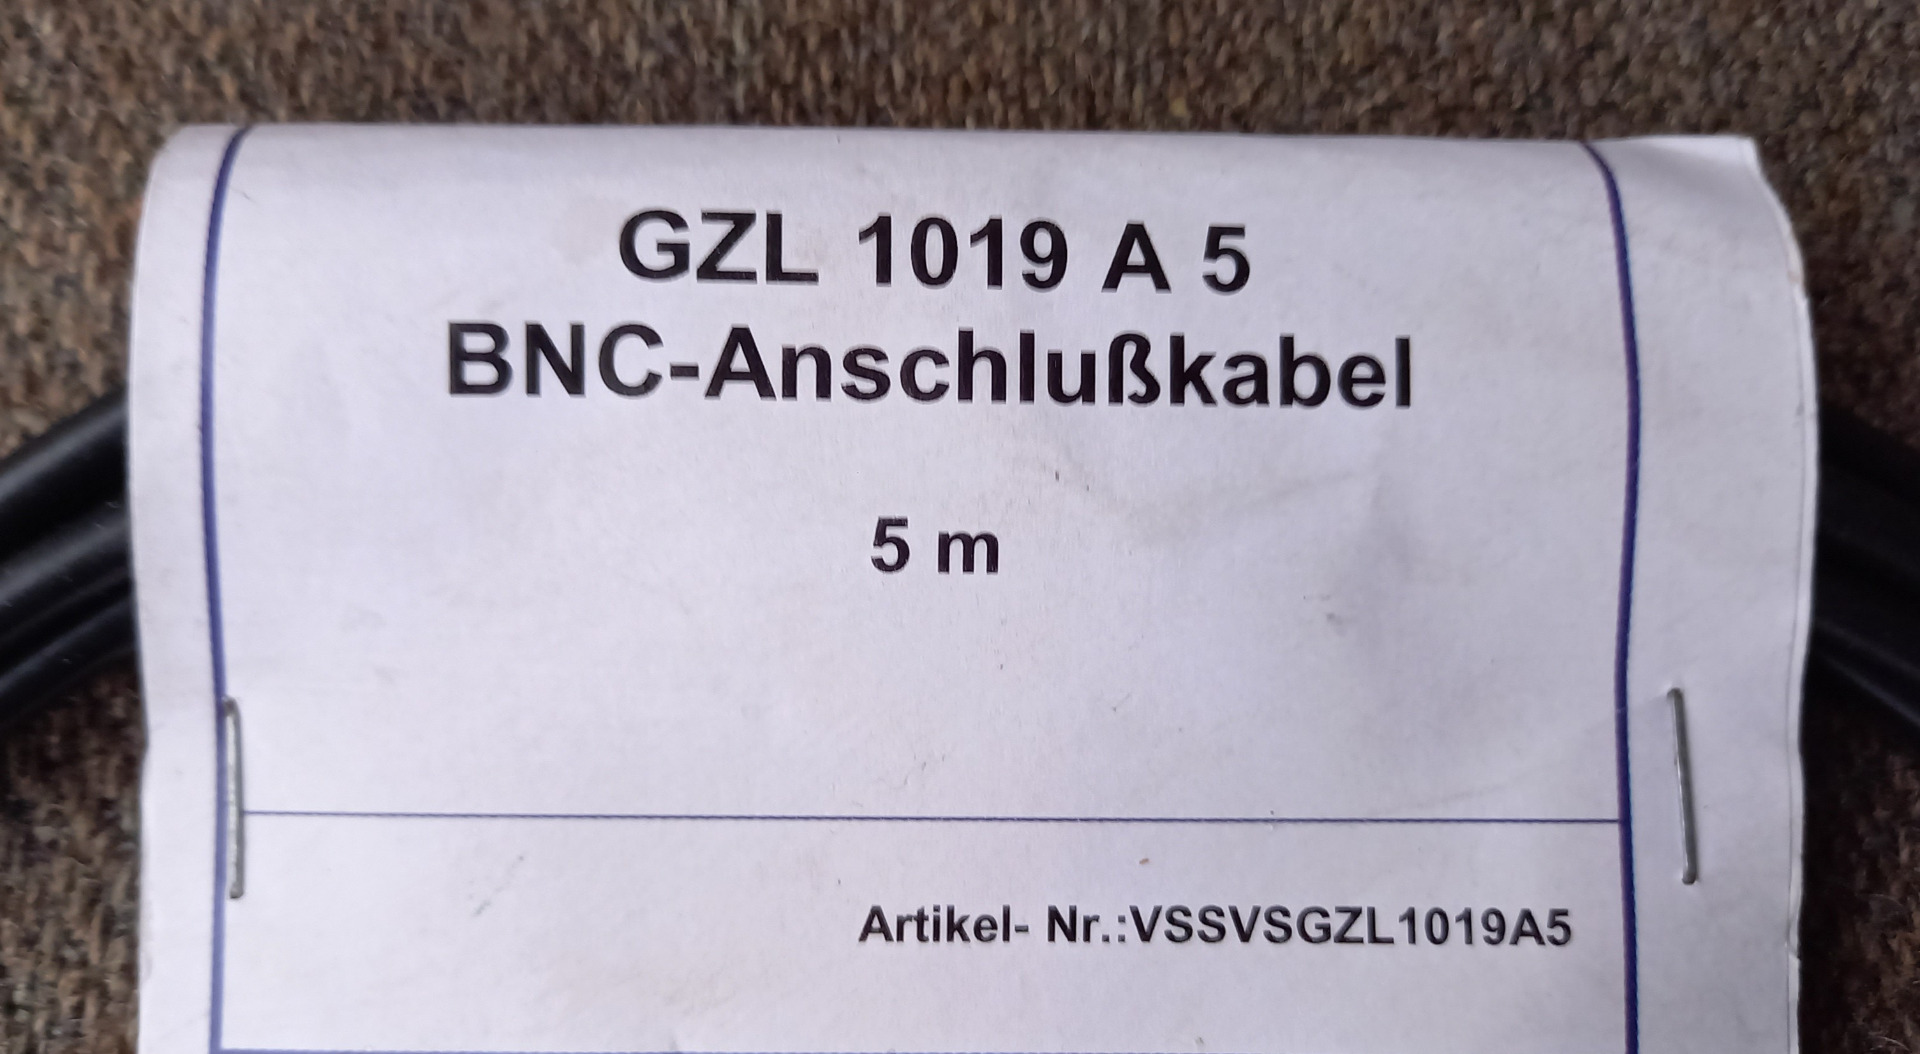 GZL 1019 A 5
BNC-Anschlußkabel
5 m
Artikel- Nr.:VSSVSGZL1019A5